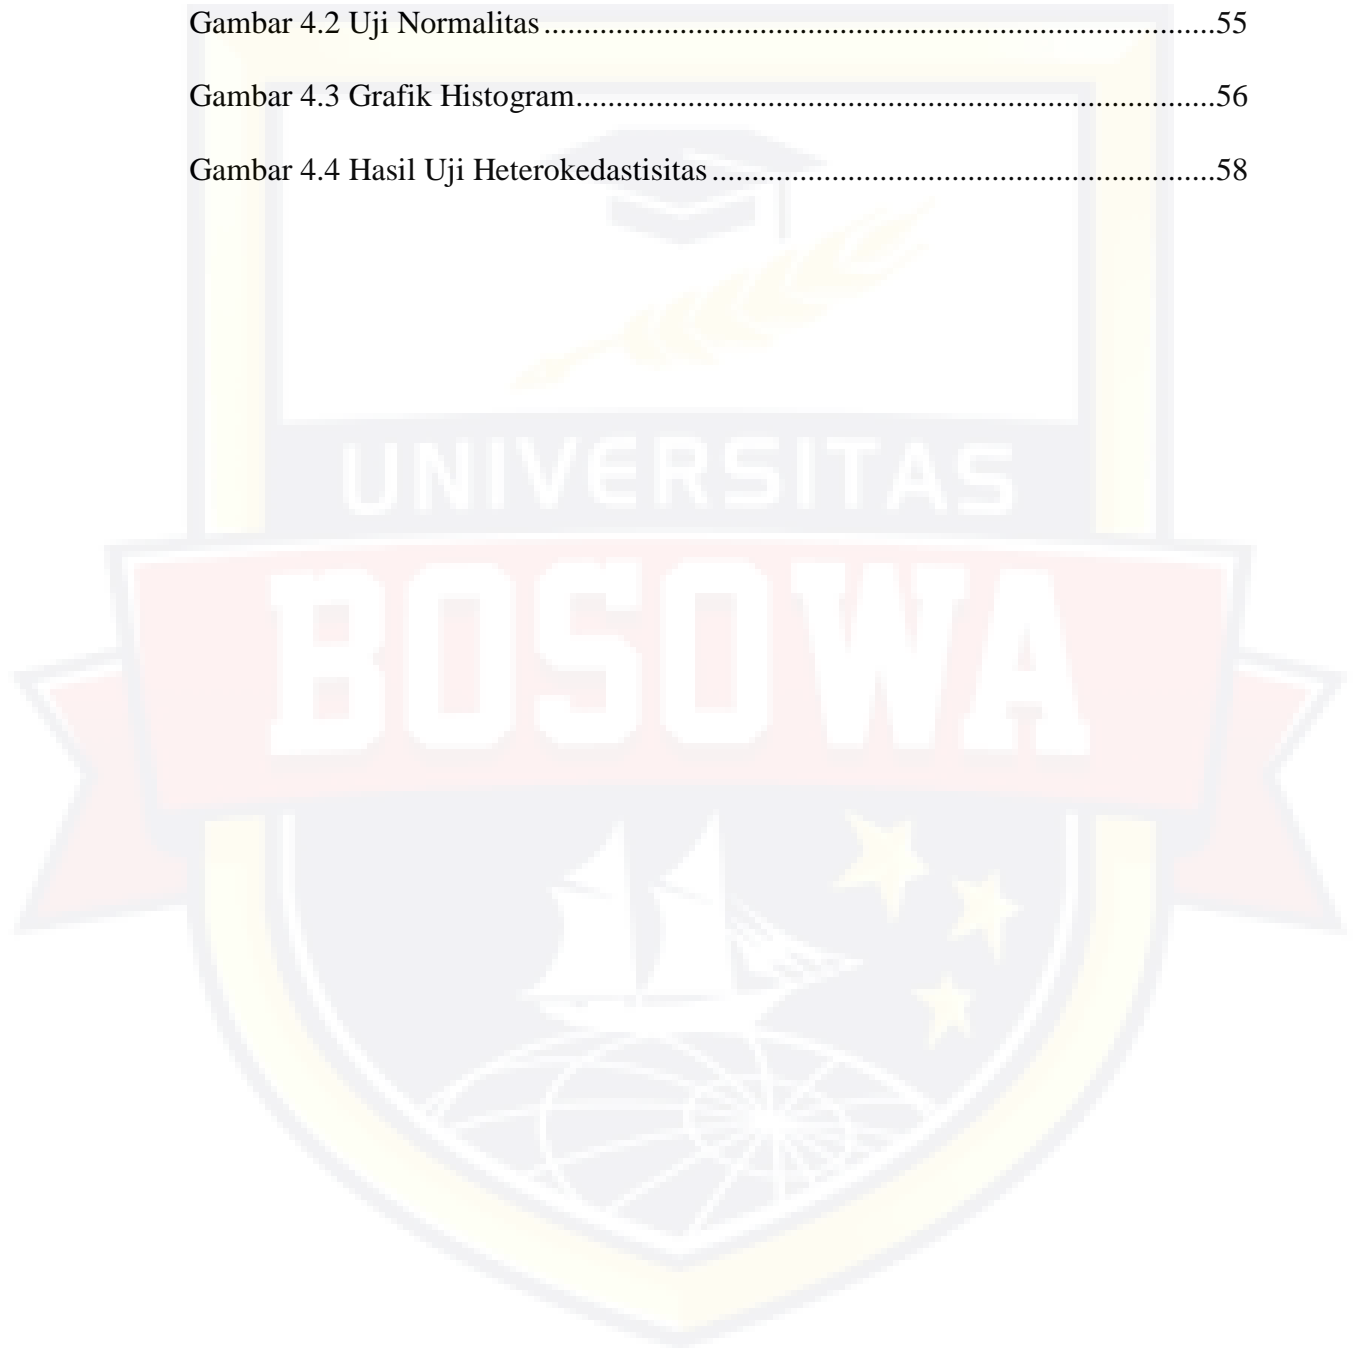 Gambar 4.2 Uji Normalitas....................................................................................55
Gambar 4.3 Grafik Histogram................................................................................56
Gambar 4.4 Hasil Uji Heterokedastisitas...............................................................58
UNIVERSITAS
BOSOWA